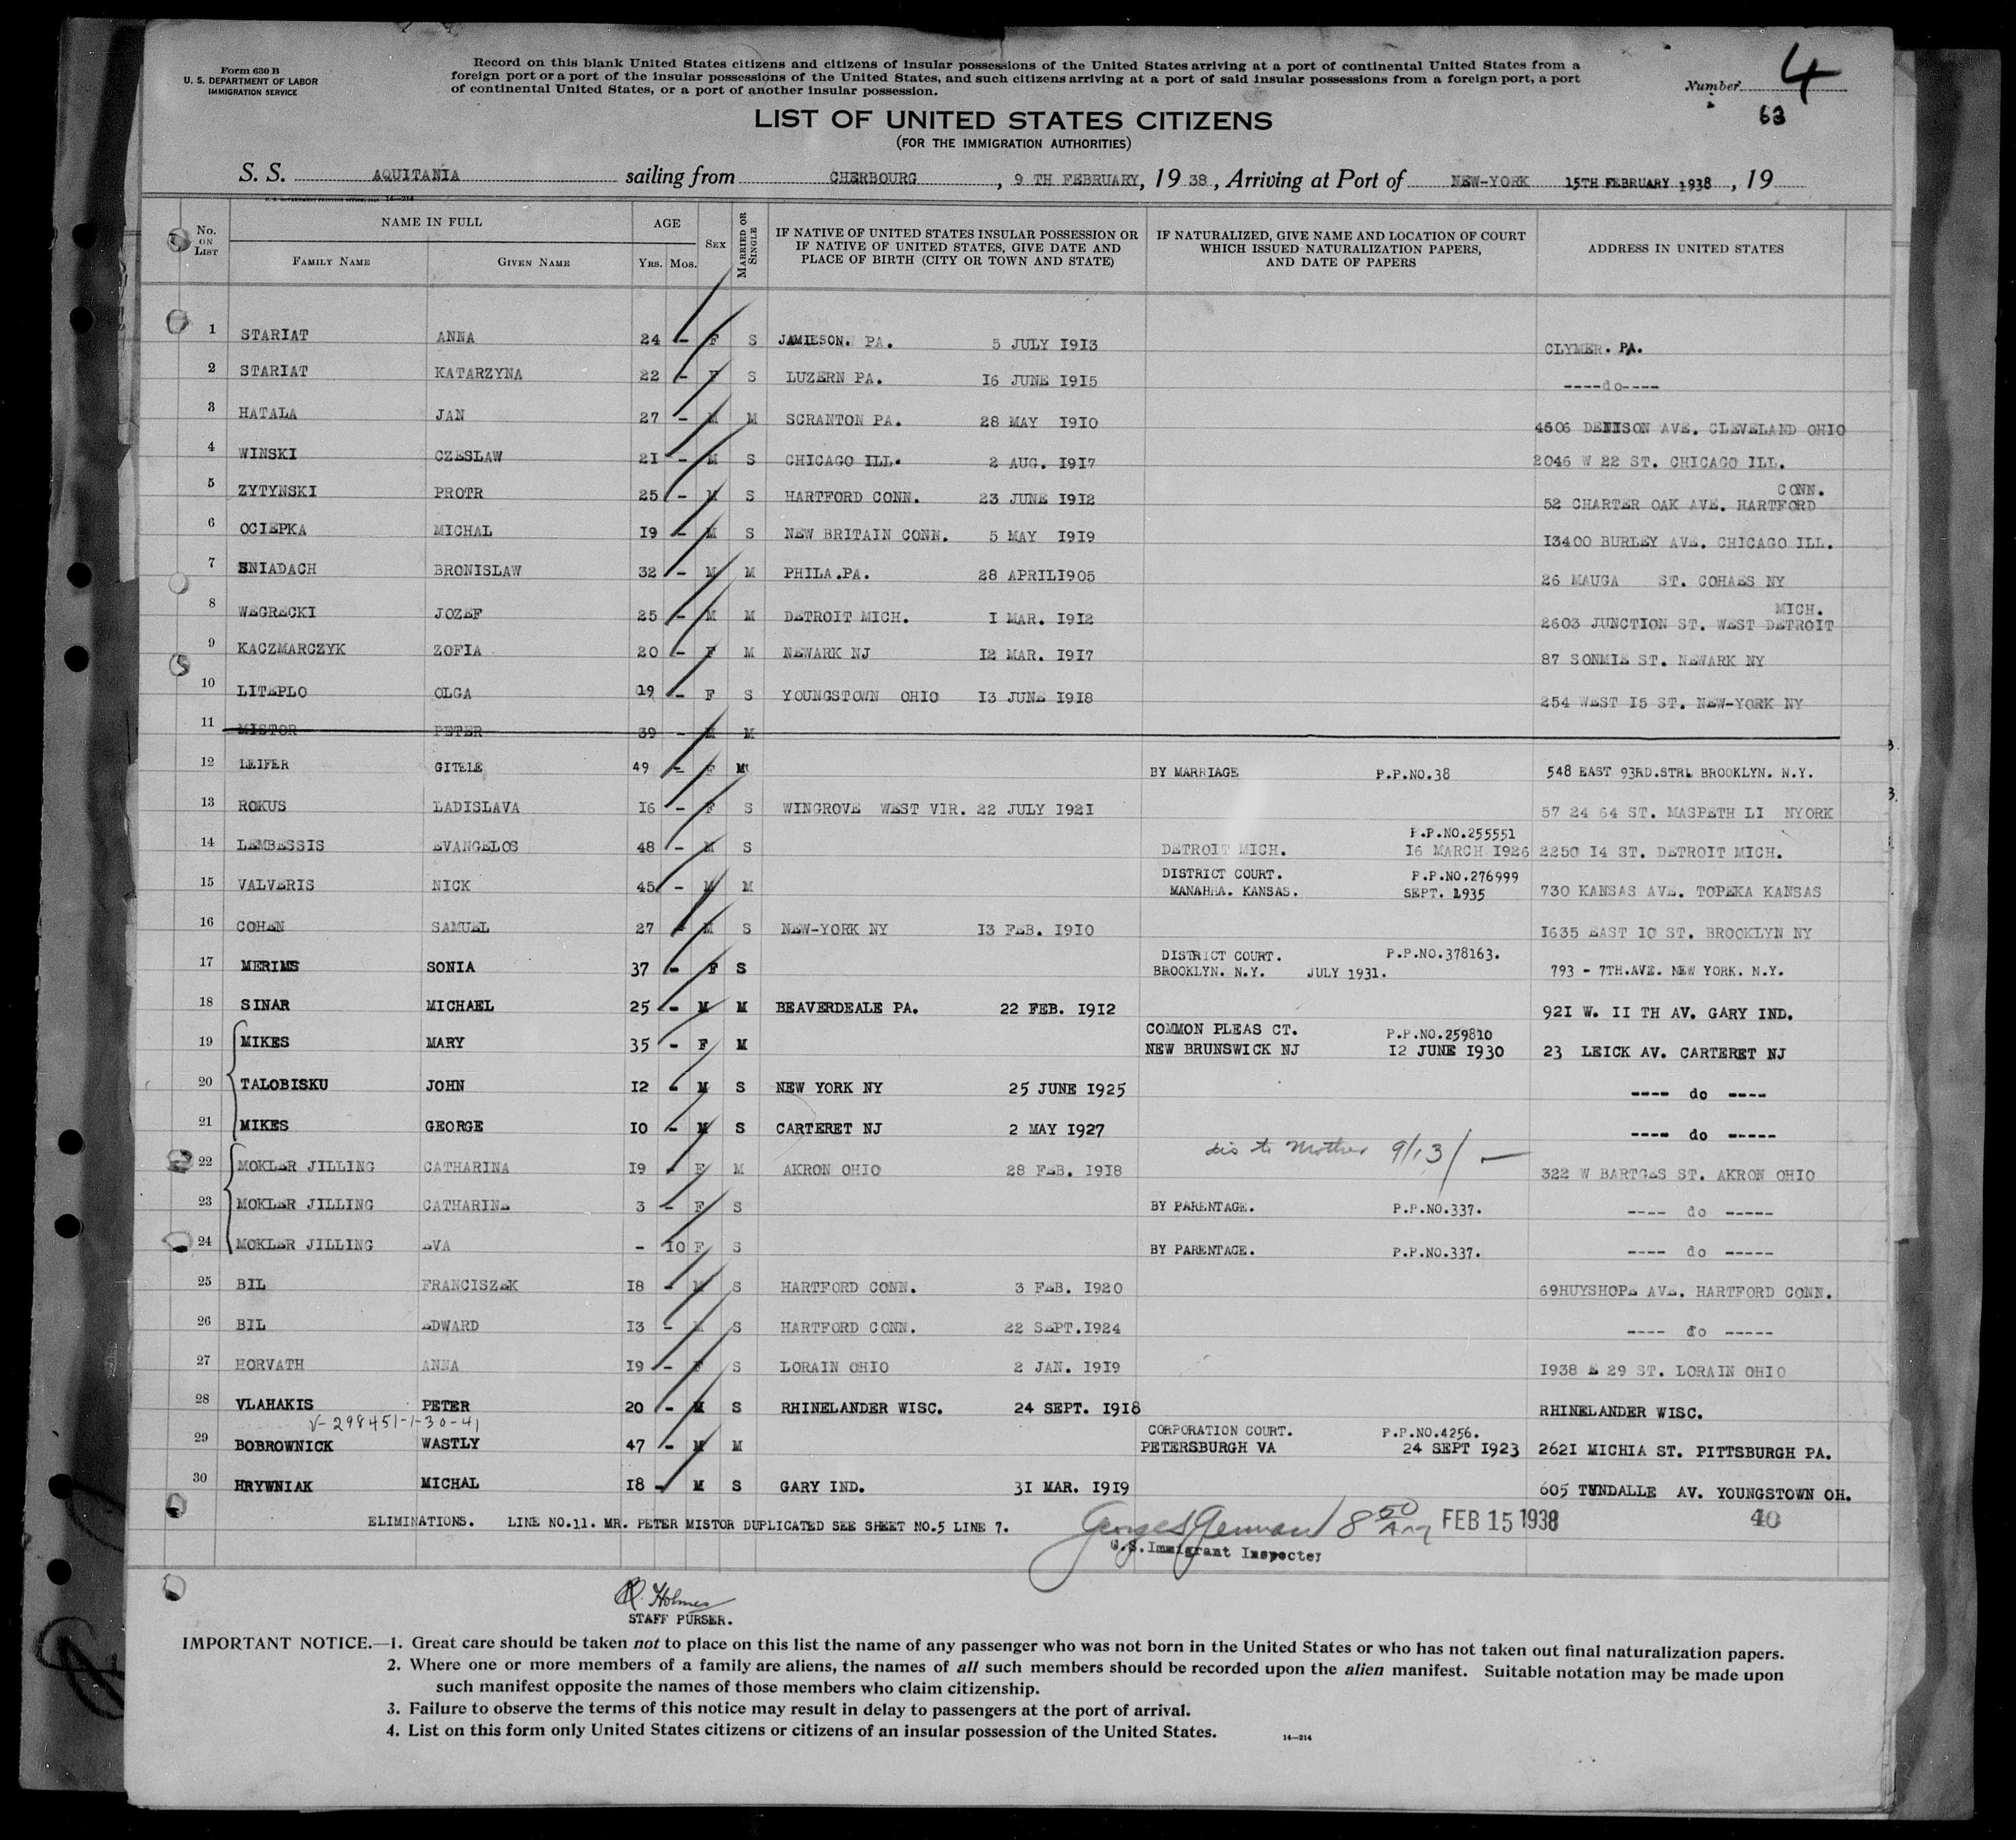 Form 630 B
U. S. DEPARTMENT OF LABOR
IMMIGRATION SERVICE
Record on this blank United States citizens and citizens of insular possessions of the United States arriving at a port of continental United States from a
foreign port or a port of the insular possessions of the United States, and such citizens arriving at a port of said insular possessions from a foreign port, a port
of continental United States, or a port of another insular possession.
Number 4
63
LIST OF UNITED STATES CITIZENS
(FOR THE IMMIGRATION AUTHORITIES)
S. S. AQUITANIA sailing from CHERBOURG, 9 TH FEBRUARY, 19 38, Arriving at Port of NEW-YORK 15TH FEBRUARY 1938, 19
No. ON LIST NAME IN FULL AGE SEX MARRIED OR SINGLE IF NATIVE OF UNITED STATES INSULAR POSSESSION OR IF NATIVE OF UNITED STATES, GIVE DATE AND PLACE OF BIRTH (CITY OR TOWN AND STATE) IF NATURALIZED, GIVE NAME AND LOCATION OF COURT WHICH ISSUED NATURALIZATION PAPERS, AND DATE OF PAPERS ADDRESS IN UNITED STATES
FAMILY NAME GIVEN NAME YRS. MOS.
1 STARIAT ANNA 24 - F S JAMIESON. PA. 5 JULY 1913 CLYMER. PA.
2 STARIAT KATARZYNA 22 - F S LUZERN PA. 16 JUNE 1915 ----do----
3 HATALA JAN 27 - M M SCRANTON PA. 28 MAY 1910 4606 DENISON AVE. CLEVELAND OHIO
4 WINSKI CZESLAW 21 - M S CHICAGO ILL. 2 AUG. 1917 2046 W 22 ST. CHICAGO ILL.
5 ZYTYNSKI PROTR 25 - M S HARTFORD CONN. 23 JUNE 1912 52 CHARTER OAK AVE. HARTFORD CONN.
6 OCIEPKA MICHAL 19 - M S NEW BRITAIN CONN. 5 MAY 1919 13400 BURLEY AVE. CHICAGO ILL.
7 SNIADACH BRONISLAW 32 - M M PHILA.PA. 28 APRIL1905 26 MAUGA ST. COHAES NY
8 WEGRECKI JOZEF 25 - M M DETROIT MICH. 1 MAR. 1912 2603 JUNCTION ST. WEST DETROIT MICH.
9 KACZMARCZYK ZOFIA 20 - F M NEWARK NJ 12 MAR. 1917 87 SONMIE ST. NEWARK NY
10 LITEPLO OLGA 19 - F S YOUNGSTOWN OHIO 13 JUNE 1918 254 WEST 15 ST. NEW-YORK NY
11 MISTOR PETER 39 - M M
12 LEIFER GITELE 49 - F M BY MARRIAGE P.P.NO.38 548 EAST 93RD.STR. BROOKLYN. N.Y.
13 ROKUS LADISLAVA 16 - F S WINGROVE WEST VIR. 22 JULY 1921 57 24 64 ST. MASPETH LI NYORK
P.P.NO.255551
14 LEMBESSIS EVANGELOS 48 - M S DETROIT MICH. 16 MARCH 1926 2250 14 ST. DETROIT MICH.
DISTRICT COURT. P.P.NO.276999
15 VALVERIS NICK 45 - M M MANAHHA. KANSAS. SEPT. 1935 730 KANSAS AVE. TOPEKA KANSAS
16 COHEN SAMUEL 27 - M S NEW-YORK NY 13 FEB. 1910 1635 EAST 10 ST. BROOKLYN NY
DISTRICT COURT. P.P.NO.378163.
17 MERIMS SONIA 37 - F S BROOKLYN. N.Y. JULY 1931. 793 - 7TH.AVE. NEW YORK. N.Y.
18 SINAR MICHAEL 25 - M M BEAVERDEALE PA. 22 FEB. 1912 921 W. 11 TH AV. GARY IND.
COMMON PLEAS CT. P.P.NO.259810
19 MIKES MARY 35 - F M NEW BRUNSWICK NJ 12 JUNE 1930 23 LEICK AV. CARTERET NJ
20 TALOBISKU JOHN 12 - M S NEW YORK NY 25 JUNE 1925 ---- do ----
21 MIKES GEORGE 10 - M S CARTERET NJ 2 MAY 1927 ---- do -----
dis to Mother 9/13/ -
22 MOKLER JILLING CATHARINA 19 - F M AKRON OHIO 28 FEB. 1918 322 W BARTGES ST. AKRON OHIO
23 MOKLER JILLING CATHARINE 3 - F S BY PARENTAGE. P.P.NO.337. ---- do -----
24 MOKLER JILLING EVA - 10 F S BY PARENTAGE. P.P.NO.337. ---- do -----
25 BIL FRANCISZEK 18 - M S HARTFORD CONN. 3 FEB. 1920 69HUYSHOPE AVE. HARTFORD CONN.
26 BIL EDWARD 13 - M S HARTFORD CONN. 22 SEPT.1924 ---- do -----
27 HORVATH ANNA 19 - F S LORAIN OHIO 2 JAN. 1919 1938 E 29 ST. LORAIN OHIO
28 VLAHAKIS PETER 20 - M S RHINELANDER WISC. 24 SEPT. 1918 RHINELANDER WISC.
V-298451-1-30-41 CORPORATION COURT. P.P.NO.4256.
29 BOBROWNICK WASTLY 47 - M M PETERSBURGH VA 24 SEPT 1923 2621 MICHIA ST. PITTSBURGH PA.
30 HRYWNIAK MICHAL 18 - M S GARY IND. 31 MAR. 1919 605 TUNDALLE AV. YOUNGSTOWN OH.
ELIMINATIONS. LINE NO.11. MR. PETER MISTOR DUPLICATED SEE SHEET NO.5 LINE 7. 8 50 Am FEB 15 1938 40
U.S. Immigrant Inspector
R. Holmes
STAFF PURSER.
IMPORTANT NOTICE.—1. Great care should be taken not to place on this list the name of any passenger who was not born in the United States or who has not taken out final naturalization papers.
2. Where one or more members of a family are aliens, the names of all such members should be recorded upon the alien manifest. Suitable notation may be made upon
such manifest opposite the names of those members who claim citizenship.
3. Failure to observe the terms of this notice may result in delay to passengers at the port of arrival.
4. List on this form only United States citizens or citizens of an insular possession of the United States.
14—214